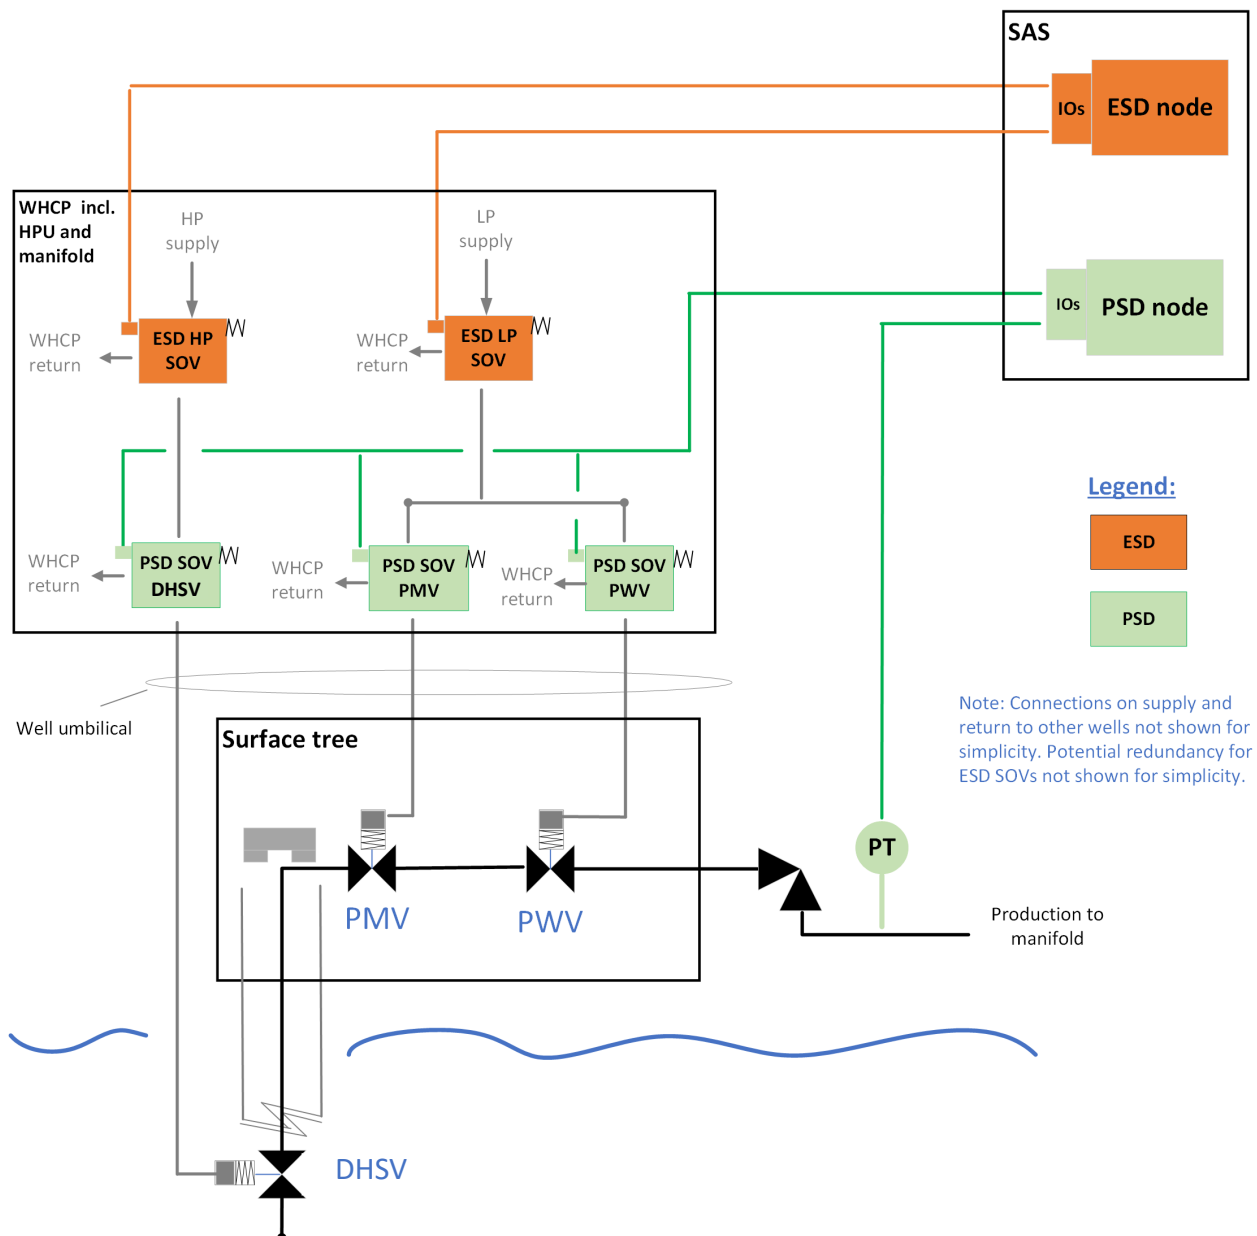 SAS
IOs
ESD node
WHCP incl.
HPU and
manifold
HP
supply
LP
supply
IOs
PSD node
WHCP
return
ESD HP
SOV
WHCP
return
ESD LP
SOV
Legend:
ESD
WHCP
return
PSD SOV
DHSV
WHCP
return
PSD SOV
PMV
WHCP
return
PSD SOV
PWV
PSD
Well umbilical
Note: Connections on supply and
return to other wells not shown for
simplicity. Potential redundancy for
ESD SOVs not shown for simplicity.
Surface tree
PT
PMV
PWV
Production to
manifold
DHSV